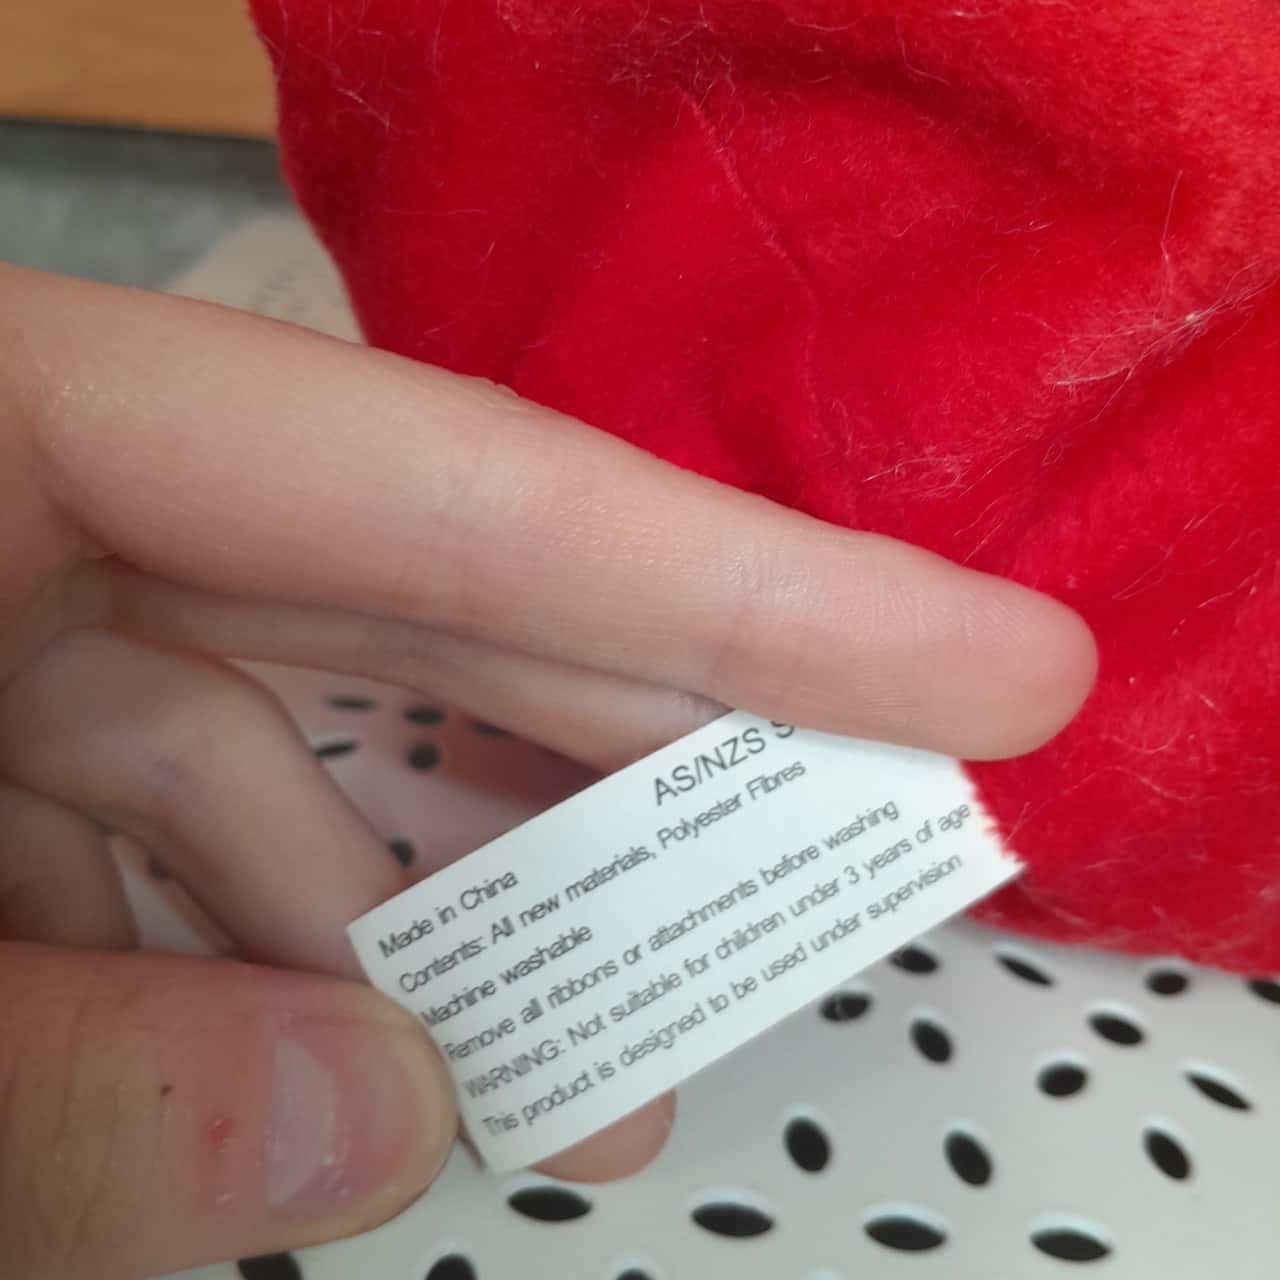 AS/NZS
Made in China
Contents: All new materials, Polyester Fibres
Machine washable
Remove all ribbons or attachments before washing
WARNING: Not suitable for children under 3 years of age
This product is designed to be used under supervision